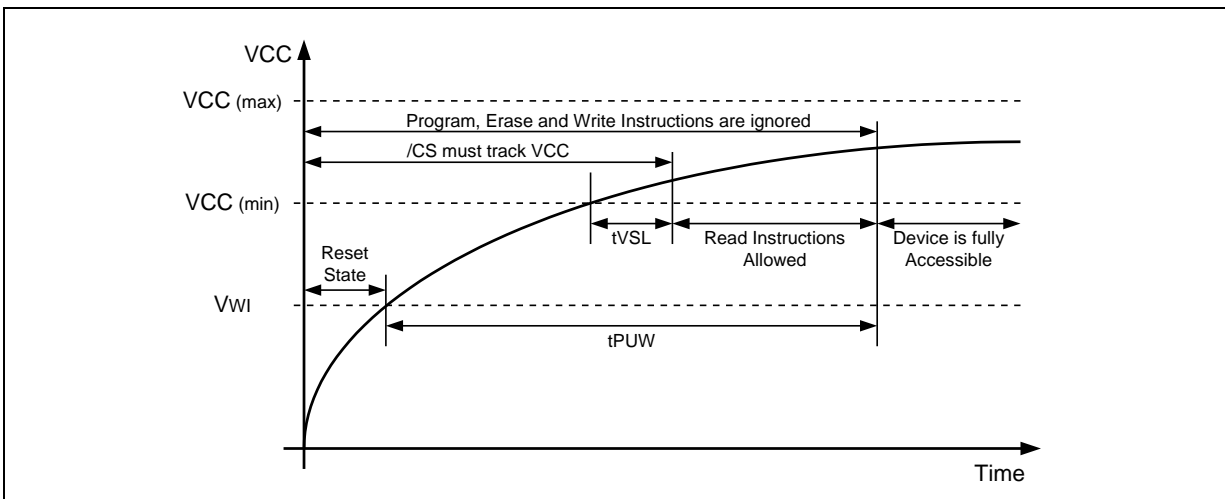 VCC
VCC (max)
Program, Erase and Write Instructions are ignored
/CS must track VCC
VCC (min)
tVSL
Read Instructions
Allowed
Device is fully
Accessible
Reset
State
VWI
tPUW
Time